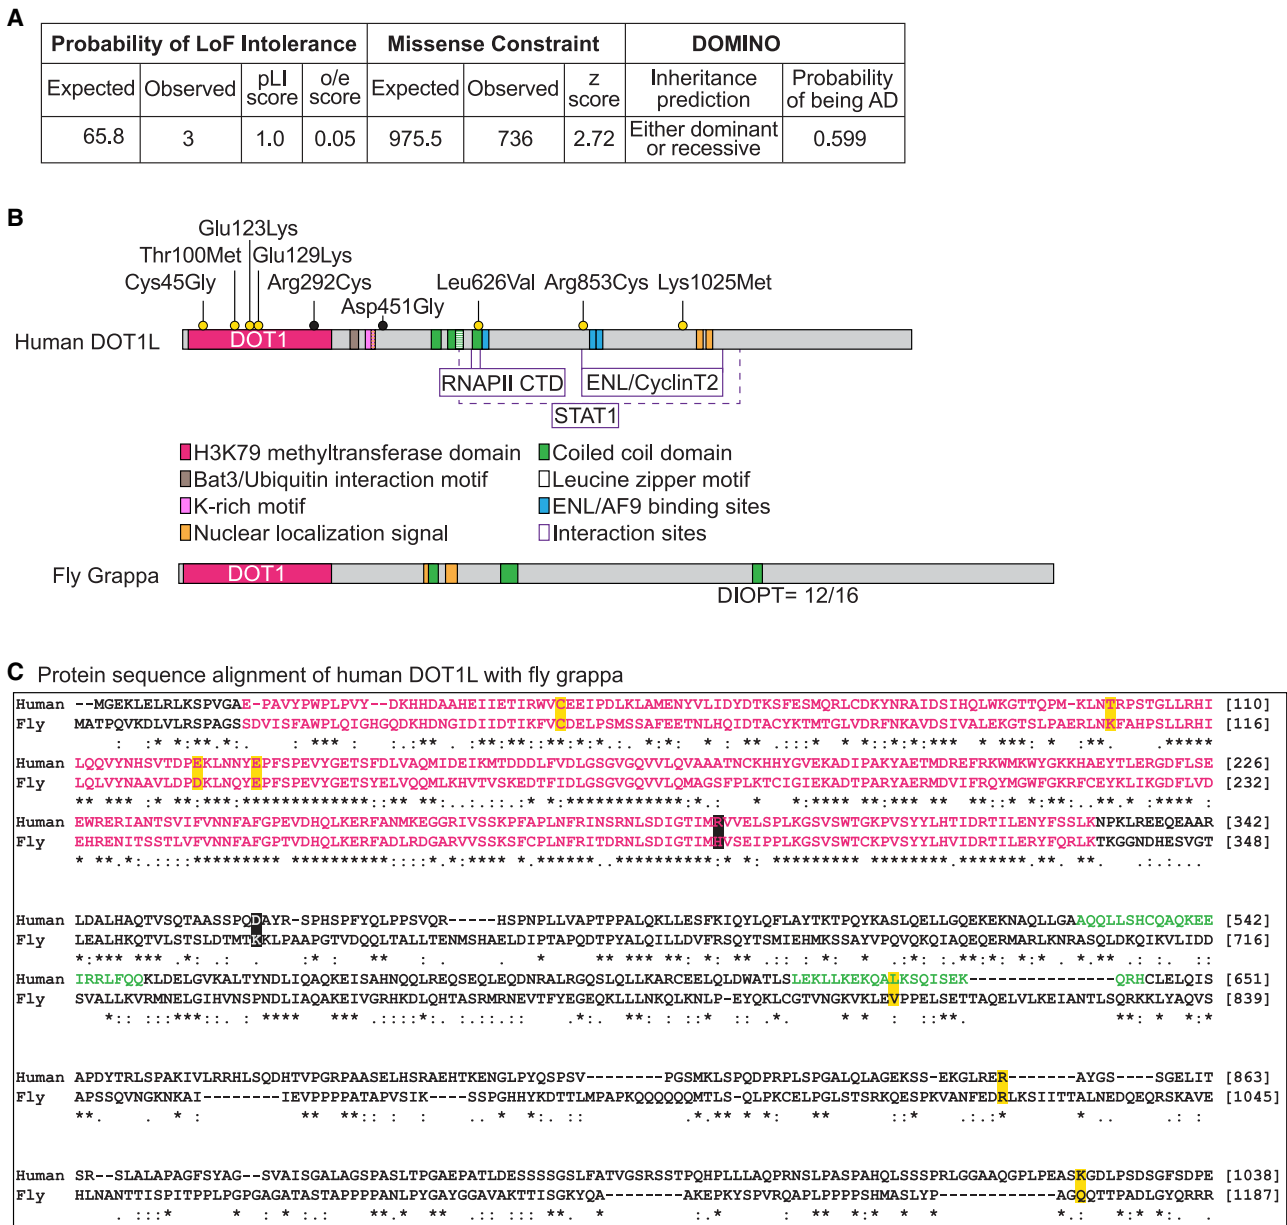 A
Probability of LoF Intolerance Missense Constraint DOMINO
Expected Observed pLI score o/e score Expected Observed z score Inheritance prediction Probability of being AD
65.8 3 1.0 0.05 975.5 736 2.72 Either dominant or recessive 0.599
B
Glu123Lys
Thr100Met Glu129Lys
Cys45Gly Arg292Cys Leu626Val Arg853Cys Lys1025Met
Asp451Gly
Human DOT1L DOT1
RNAPII CTD ENL/CyclinT2
STAT1
H3K79 methyltransferase domain Coiled coil domain
Bat3/Ubiquitin interaction motif Leucine zipper motif
K-rich motif ENL/AF9 binding sites
Nuclear localization signal Interaction sites
Fly Grappa DOT1
DIOPT= 12/16
C Protein sequence alignment of human DOT1L with fly grappa
Human --MGEKLELRLKSPVGAE-PAVYPWPLPVY--DKHHDAAHEIIETIRWVCEEIPDLKLAMENYVLIDYDTKSFESMQRLCDKYNRAIDSIHQLWKGTTQPM-KLNTRPSTGLLRHI [110]
Fly MATPQVKDLVLRSPAGSSDVISFAWPLQIGHGQDKHDNGIDIIDTIKFVCDELPSMSSAFEETNLHQIDTACYKTMTGLVDRFNKAVDSIVALEKGTSLPAERLNKFAHPSLLRHI [116]
Human LQQVYNHSVTDPEKLNNYEPFSPEVYGETSFDLVAQMIDEIKMTDDDLFVDLGSGVGQVVLQVAAATNCKHHYGVEKADIPAKYAETMDREFRKWMKWYGKKHAEYTLERGDFLSE [226]
Fly LQLVYNAAVLDPDKLNQYEPFSPEVYGETSYELVQQMLKHVTVSKEDTFIDLGSGVGQVVLQMAGSFPLKTCIGIEKADTPARYAERMDVIFRQYMGWFGKRFCEYKLIKGDFLVD [232]
Human EWRERIANTSVIFVNNFAFGPEVDHQLKERFANMKEGGRIVSSKPFAPLNFRINSRNLSDIGTIMRVVELSPLKGSVSWTGKPVSYYLHTIDRTILENYFSSLKNPKLREEQEAAR [342]
Fly EHRENITSSTLVFVNNFAFGPTVDHQLKERFADLRDGARVVSSKSFCPLNFRITDRNLSDIGTIMHVSEIPPLKGSVSWTCKPVSYYLHVIDRTILERYFQRLKTKGGNDHESVGT [348]
Human LDALHAQTVSQTAASSPQDAYR-SPHSPFYQLPPSVQR-----HSPNPLLVAPTPPALQKLLESFKIQYLQFLAYTKTPQYKASLQELLGQEKEKNAQLLGAAQQLLSHCQAQKEE [542]
Fly LEALHKQTVLSTSLDTMTKKLPAAPGTVDQQLTALLTENMSHAELDIPTAPQDTPYALQILLDVFRSQYTSMIEHMKSSAYVPQVQKQIAQEQERMARLKNRASQLDKQIKVLIDD [716]
Human IRRLFQQKLDELGVKALTYNDLIQAQKEISAHNQQLREQSEQLEQDNRALRGQSLQLLKARCEELQLDWATLSLEKLLKEKQALKSQISEK---------------QRHCLELQIS [651]
Fly SVALLKVRMNELGIHVNSPNDLIAQAKEIVGRHKDLQHTASRMRNEVTFYEGEQKLLLNKQLKNLP-EYQKLCGTVNGKVKLEVPPELSETTAQELVLKEIANTLSQRKKLYAQVS [839]
Human APDYTRLSPAKIVLRRHLSQDHTVPGRPAASELHSRAEHTKENGLPYQSPSV--------PGSMKLSPQDPRPLSPGALQLAGEKSS-EKGLRER-------AYGS---SGELIT [863]
Fly APSSQVNGKNKAI--------IEVPPPPATAPVSIK----SSPGHHYKDTTLMPAPKQQQQQQMTLS-QLPKCELPGLSTSRKQESPKVANFEDRLKSIITTALNEDQEQRSKAVE [1045]
Human SR--SLALAPAGFSYAG--SVAISGALAGSPASLTPGAEPATLDESSSSGSLFATVGSRSSTPQHPLLLAQPRNSLPASPAHQLSSSPRLGGAAQGPLPEASKGDLPSDSGFSDPE [1038]
Fly HLNANTTISPITPPLPGPGAGATASTAPPPPANLPYGAYGGAVAKTTISGKYQA--------AKEPKYSPVRQAPLPPPPPSHMASLYP------------AGQQTTPADLGYQRRR [1187]